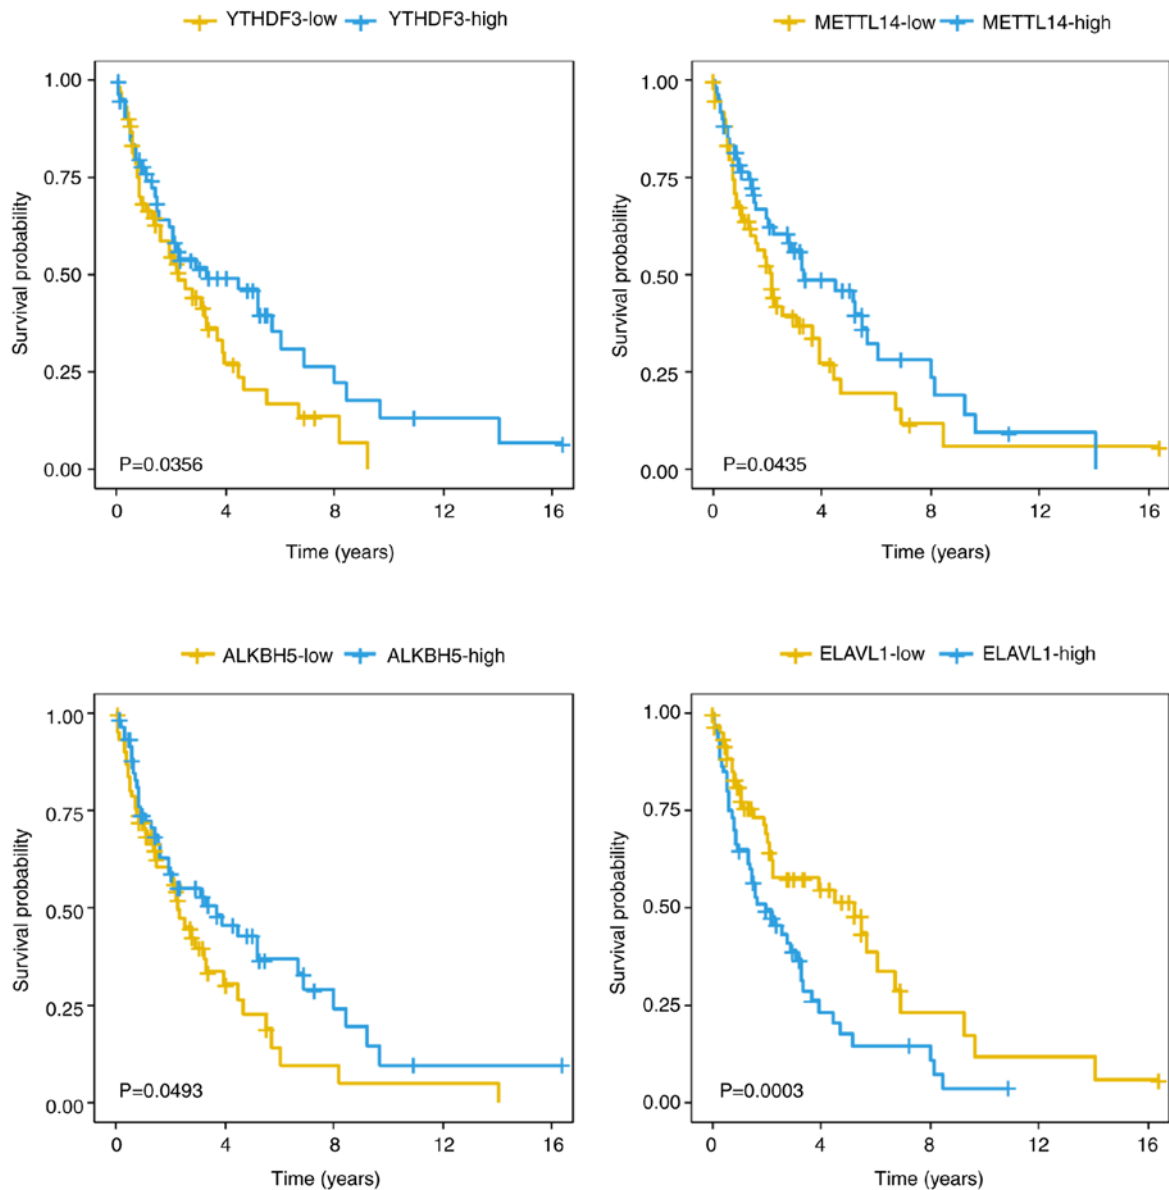 YTHDF3-low YTHDF3-high
1.00
0.75
0.50
0.25
0.00
Survival probability
P=0.0356
0 4 8 12 16
Time (years)
METTL14-low METTL14-high
1.00
0.75
0.50
0.25
0.00
Survival probability
P=0.0435
0 4 8 12 16
Time (years)
ALKBH5-low ALKBH5-high
1.00
0.75
0.50
0.25
0.00
Survival probability
P=0.0493
0 4 8 12 16
Time (years)
ELAVL1-low ELAVL1-high
1.00
0.75
0.50
0.25
0.00
Survival probability
P=0.0003
0 4 8 12 16
Time (years)